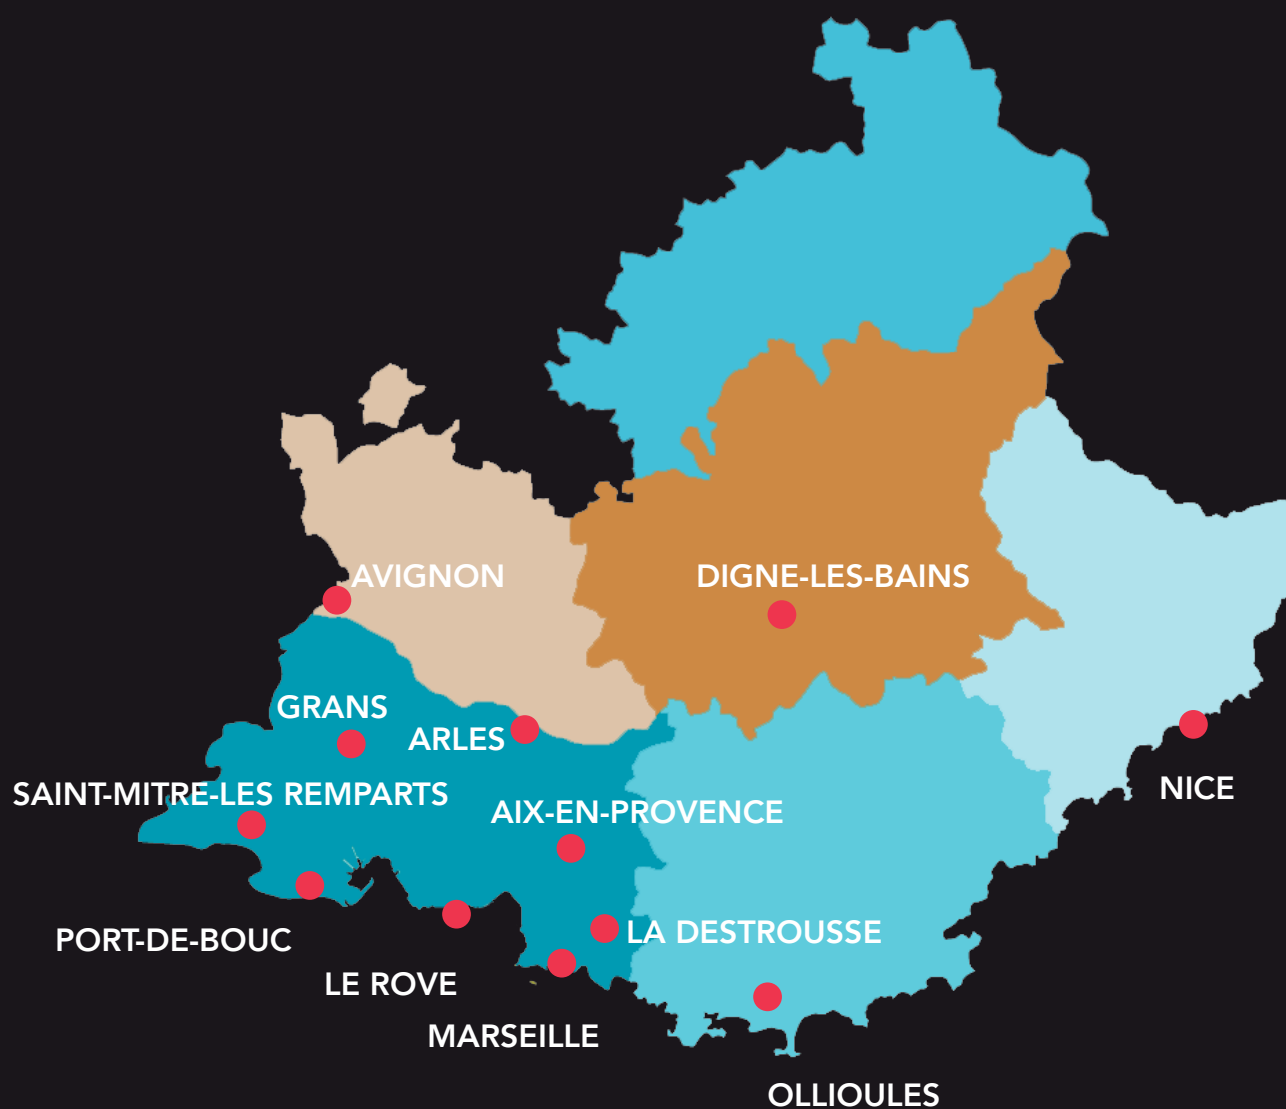 AVIGNON
DIGNE-LES-BAINS
GRANS
ARLES
SAINT-MITRE-LES REMPARTS
AIX-EN-PROVENCE
NICE
PORT-DE-BOUC
LA DESTROUSSE
LE ROVE
MARSEILLE
OLLIOULES